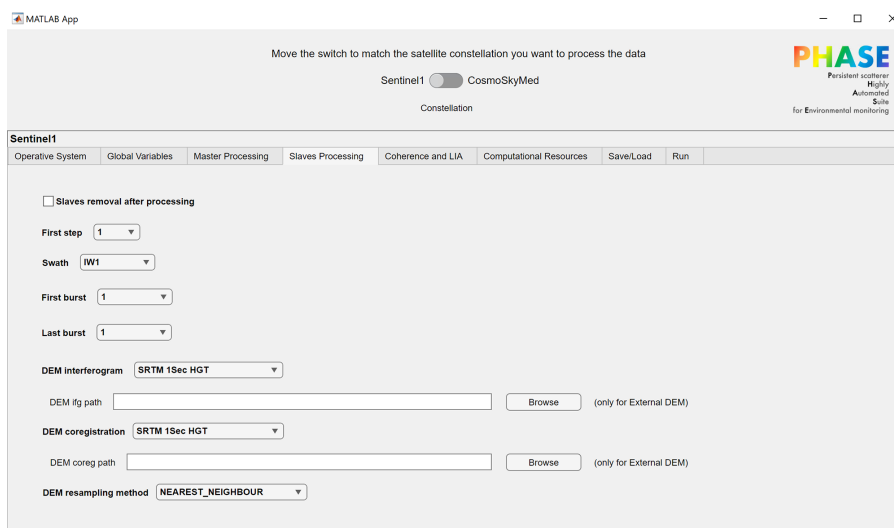 MATLAB App
Move the switch to match the satellite constellation you want to process the data
Sentinel1 CosmoSkyMed
Constellation
PHASE
Persistent scatterer
Highly
Automated
Suite
for Environmental monitoring
Sentinel1
Operative System Global Variables Master Processing Slaves Processing Coherence and LIA Computational Resources Save/Load Run
Slaves removal after processing
First step 1
Swath IW1
First burst 1
Last burst 1
DEM interferogram SRTM 1Sec HGT
DEM ifg path Browse (only for External DEM)
DEM coregistration SRTM 1Sec HGT
DEM coreg path Browse (only for External DEM)
DEM resampling method NEAREST_NEIGHBOUR